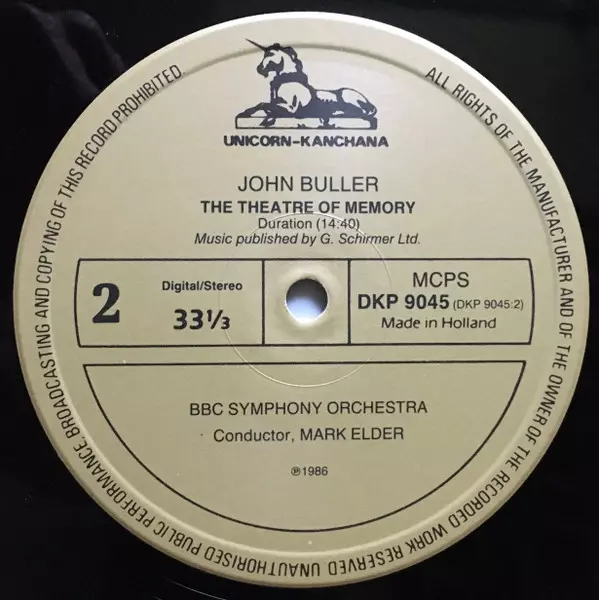 UNICORN-KANCHANA
JOHN BULLER
THE THEATRE OF MEMORY
Duration (14:40)
Music published by G. Schirmer Ltd.
2
Digital/Stereo
33⅓
MCPS
DKP 9045 (DKP 9045:2)
Made in Holland
BBC SYMPHONY ORCHESTRA
Conductor, MARK ELDER
℗1986
ALL RIGHTS OF THE MANUFACTURER AND OF THE OWNER OF THE RECORDED WORK RESERVED UNAUTHORISED PUBLIC PERFORMANCE, BROADCASTING AND COPYING OF THIS RECORD PROHIBITED.